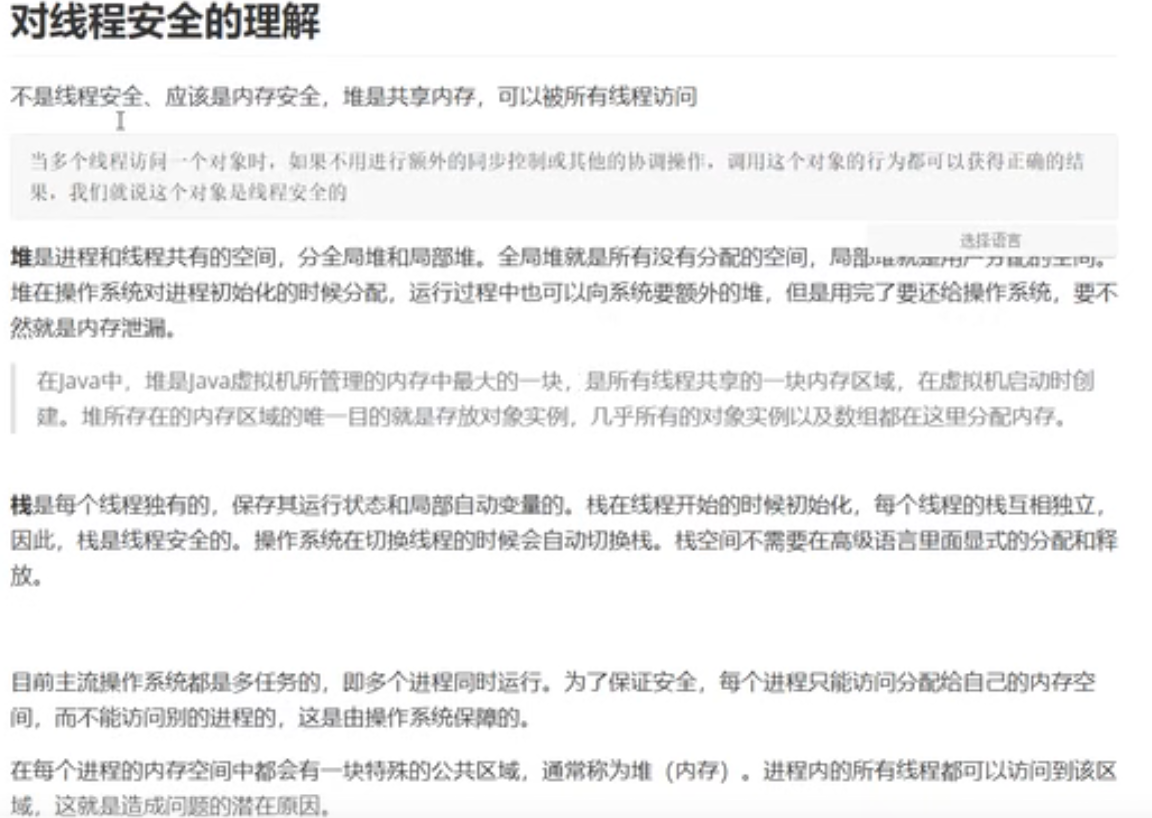 对线程安全的理解
不是线程安全、应该是内存安全，堆是共享内存，可以被所有线程访问
当多个线程访问一个对象时，如果不用进行额外的同步控制或其他的协调操作，调用这个对象的行为都可以获得正确的结
果，我们就说这个对象是线程安全的
选择语言
堆是进程和线程共有的空间，分全局堆和局部堆。全局堆就是所有没有分配的空间，局部堆就是用户分配的空间。
堆在操作系统对进程初始化的时候分配，运行过程中也可以向系统要额外的堆，但是用完了要还给操作系统，要不
然就是内存泄漏。
在Java中，堆是Java虚拟机所管理的内存中最大的一块，是所有线程共享的一块内存区域，在虚拟机启动时创
建。堆所存在的内存区域的唯一目的就是存放对象实例，几乎所有的对象实例以及数组都在这里分配内存。
栈是每个线程独有的，保存其运行状态和局部自动变量的。栈在线程开始的时候初始化，每个线程的栈互相独立，
因此，栈是线程安全的。操作系统在切换线程的时候会自动切换栈。栈空间不需要在高级语言里面显式的分配和释
放。
目前主流操作系统都是多任务的，即多个进程同时运行。为了保证安全，每个进程只能访问分配给自己的内存空
间，而不能访问别的进程的，这是由操作系统保障的。
在每个进程的内存空间中都会有一块特殊的公共区域，通常称为堆（内存）。进程内的所有线程都可以访问到该区
域，这就是造成问题的潜在原因。